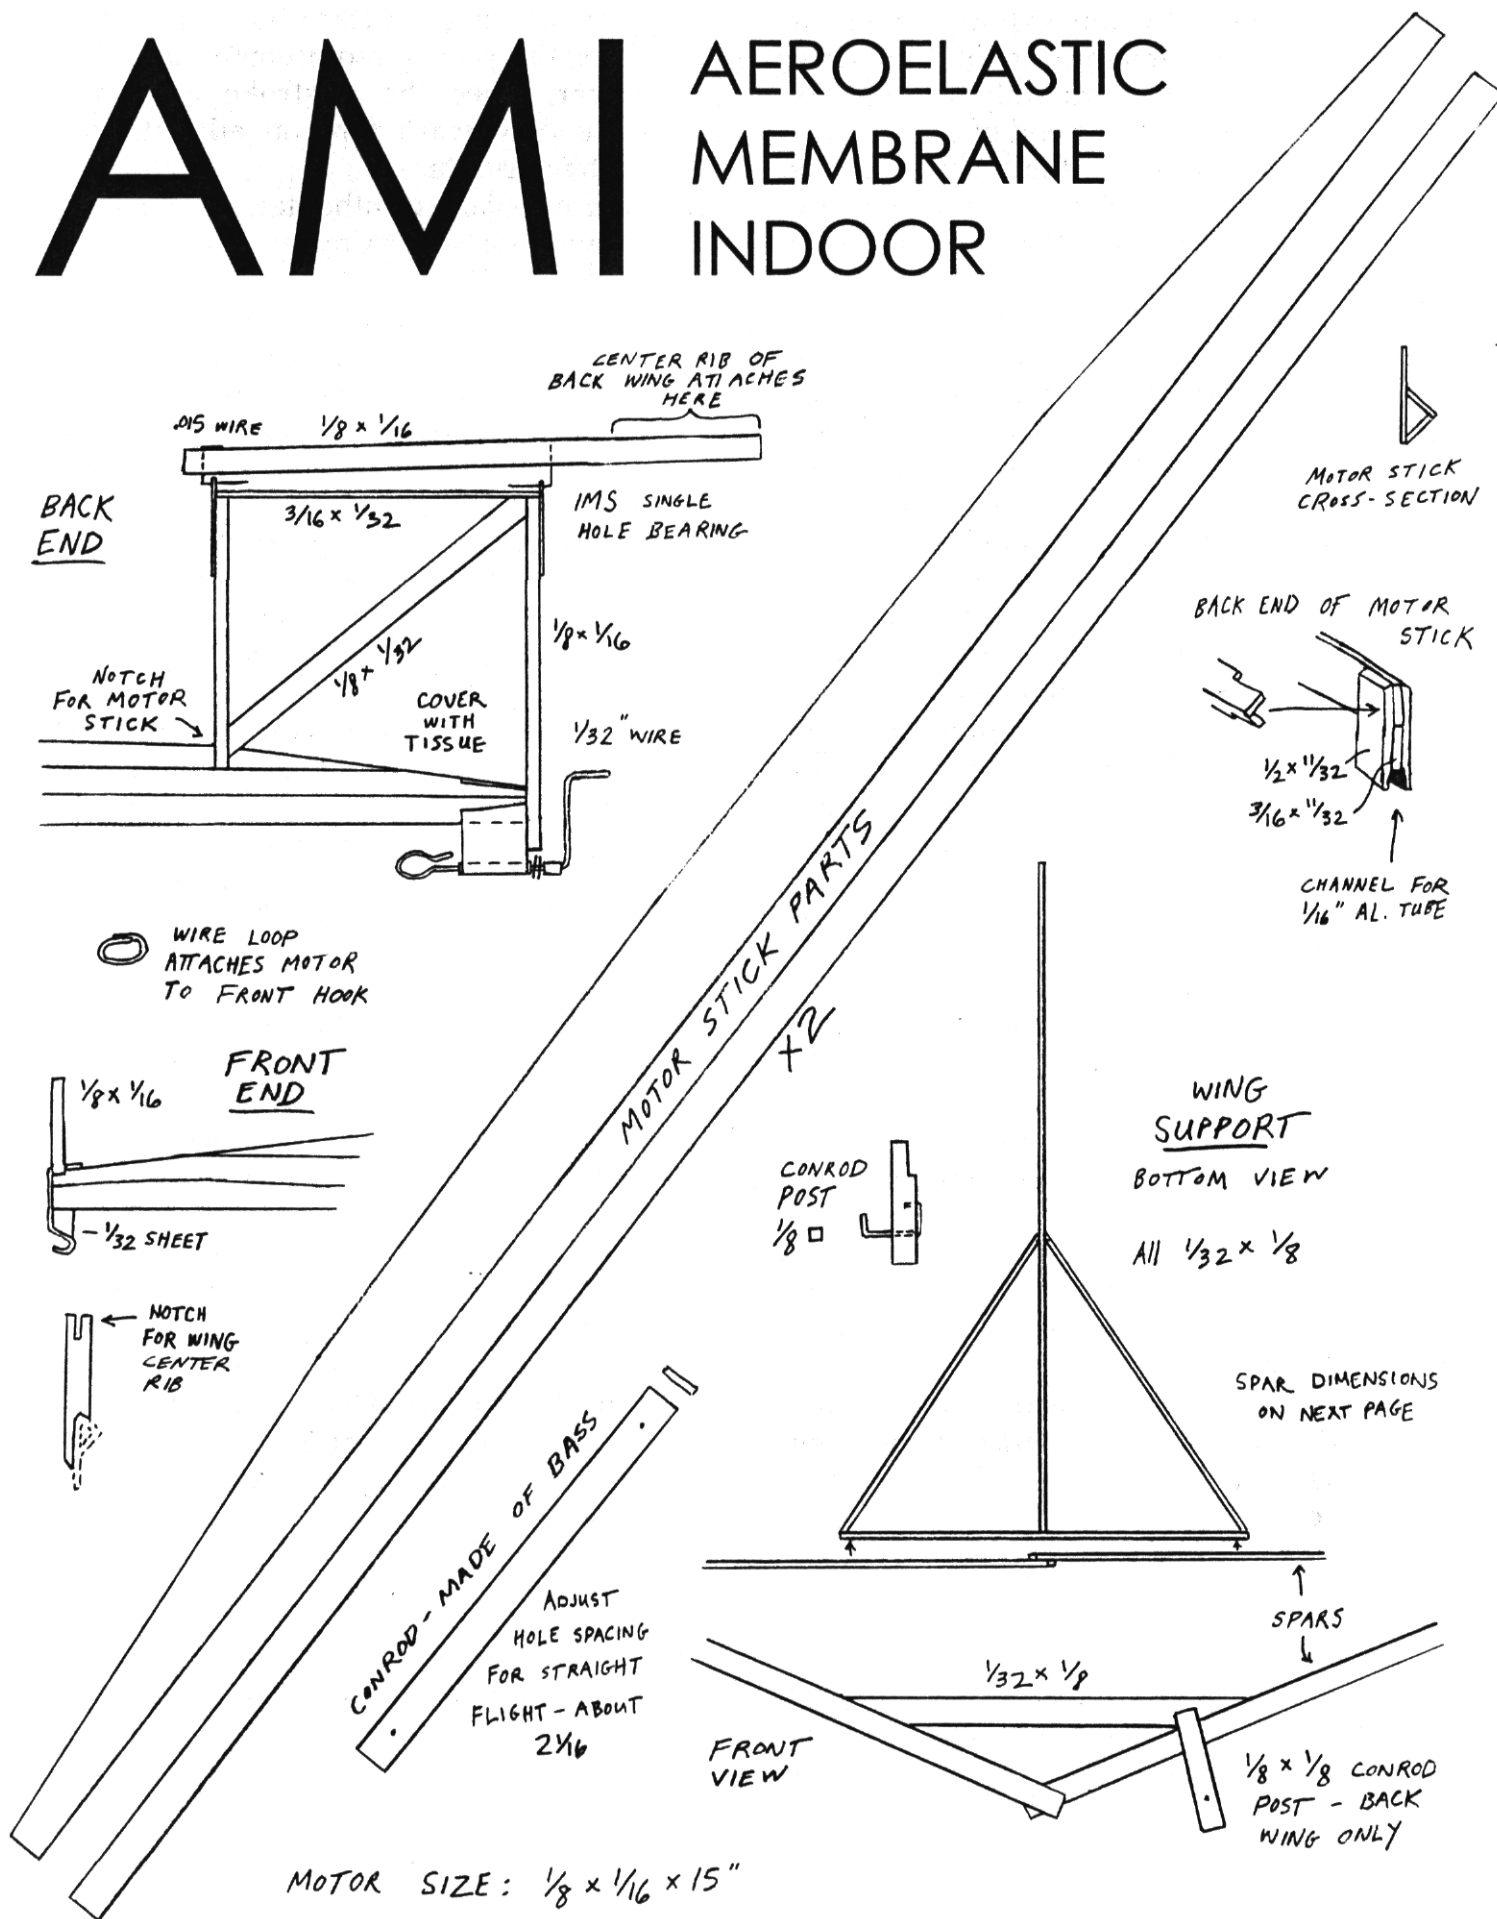 AMI
AEROELASTIC
MEMBRANE
INDOOR
CENTER RIB OF
BACK WING ATTACHES
HERE
.015 WIRE
1/8 x 1/16
BACK
END
3/16 x 1/32
IMS SINGLE
HOLE BEARING
1/8 x 1/32
1/8 x 1/16
NOTCH
FOR MOTOR
STICK
COVER
WITH
TISSUE
1/32" WIRE
MOTOR STICK
CROSS-SECTION
BACK END OF MOTOR
STICK
1/2 x 11/32
3/16 x 11/32
CHANNEL FOR
1/16" AL. TUBE
WIRE LOOP
ATTACHES MOTOR
TO FRONT HOOK
MOTOR STICK PARTS
x2
FRONT
END
1/8 x 1/16
- 1/32 SHEET
NOTCH
FOR WING
CENTER
RIB
CONROD
POST
1/8 □
WING
SUPPORT
BOTTOM VIEW
All 1/32 x 1/8
SPAR DIMENSIONS
ON NEXT PAGE
CONROD - MADE OF BASS
ADJUST
HOLE SPACING
FOR STRAIGHT
FLIGHT - ABOUT
2 1/16
SPARS
1/32 x 1/8
FRONT
VIEW
1/8 x 1/8 CONROD
POST - BACK
WING ONLY
MOTOR SIZE: 1/8 x 1/16 x 15"